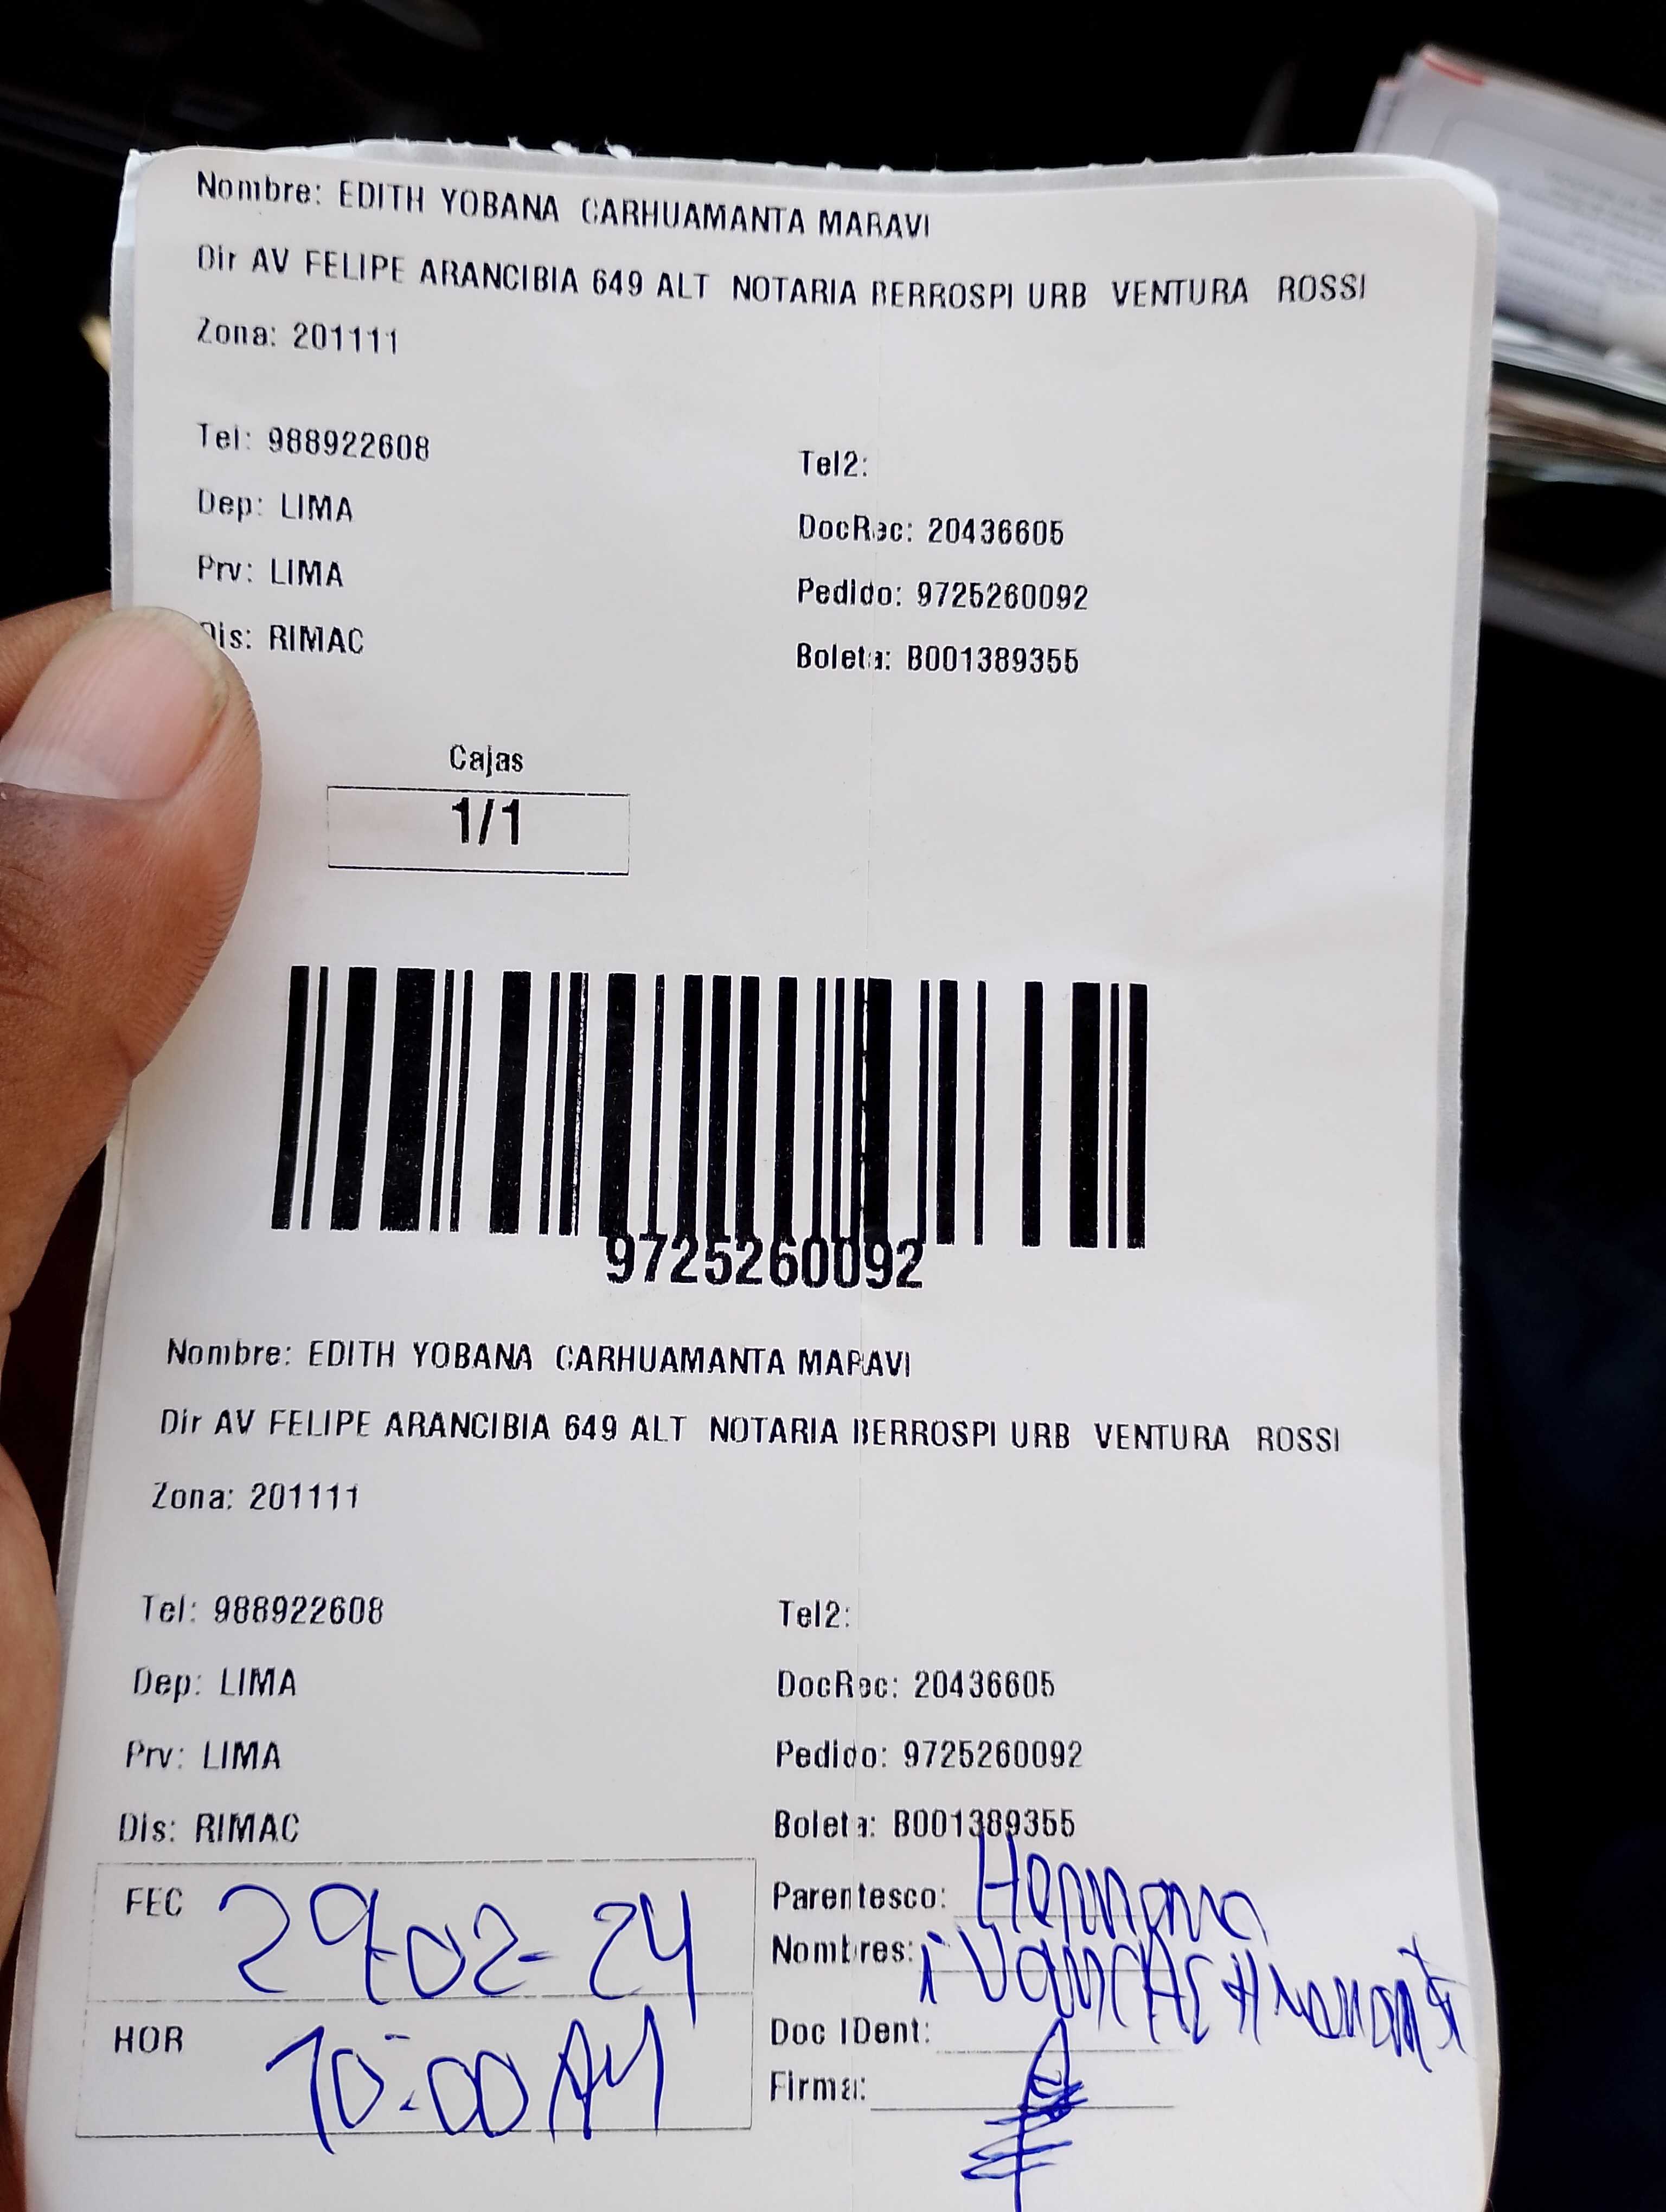 Nombre: EDITH YOBANA CARHUAMANTA MARAVI
Dir AV FELIPE ARANCIBIA 649 ALT NOTARIA BERROSPI URB VENTURA ROSSI
Zona: 201111
Tel: 988922608
Tel2:
Dep: LIMA
DocRec: 20436605
Prv: LIMA
Pedido: 9725260092
Dis: RIMAC
Boleta: B001389355
Cajas
1/1
9725260092
Nombre: EDITH YOBANA CARHUAMANTA MARAVI
Dir AV FELIPE ARANCIBIA 649 ALT NOTARIA BERROSPI URB VENTURA ROSSI
Zona: 201111
Tel: 988922608
Tel2:
Dep: LIMA
DocRec: 20436605
Prv: LIMA
Pedido: 9725260092
Dis: RIMAC
Boleta: B001389355
FEC 29-02-24
Parentesco: Hermano
Nombres:
HOR 10:00 AM
Doc IDent:
Firma: